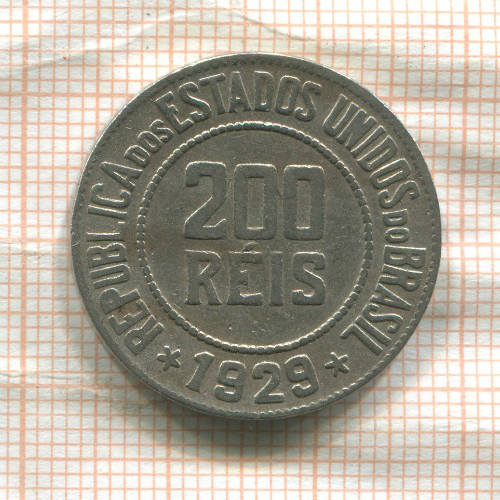 REPUBLICA DOS ESTADOS UNIDOS DO BRASIL
200
RÉIS
* 1929 *